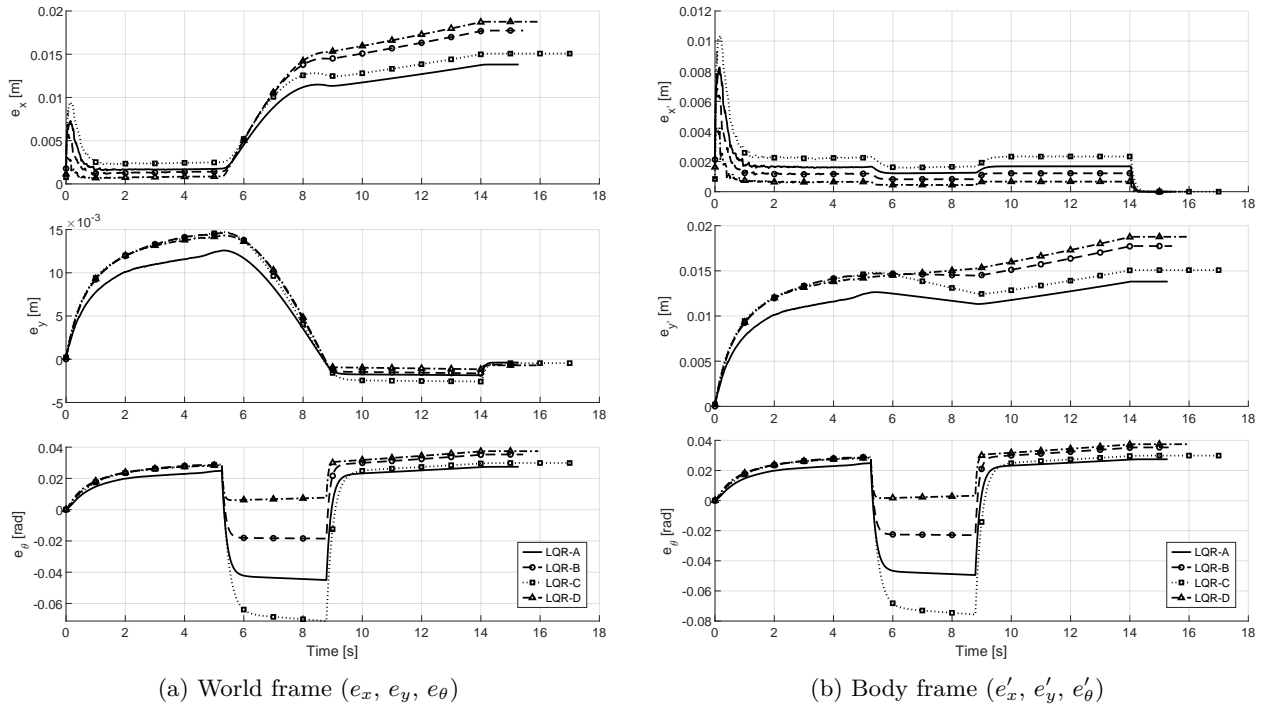 0.02
0.015
0.01
0.005
0
e_x [m]
0 2 4 6 8 10 12 14 16 18
15 ×10^-3
10
5
0
-5
e_y [m]
0 2 4 6 8 10 12 14 16 18
0.04
0.02
0
-0.02
-0.04
-0.06
e_θ [rad]
LQR-A
LQR-B
LQR-C
LQR-D
0 2 4 6 8 10 12 14 16 18
Time [s]
(a) World frame (e_x, e_y, e_θ)
0.012
0.01
0.008
0.006
0.004
0.002
0
e_x' [m]
0 2 4 6 8 10 12 14 16 18
0.02
0.015
0.01
0.005
0
e_y' [m]
0 2 4 6 8 10 12 14 16 18
0.04
0.02
0
-0.02
-0.04
-0.06
-0.08
e_θ [rad]
LQR-A
LQR-B
LQR-C
LQR-D
0 2 4 6 8 10 12 14 16 18
Time [s]
(b) Body frame (e'_x, e'_y, e'_θ)